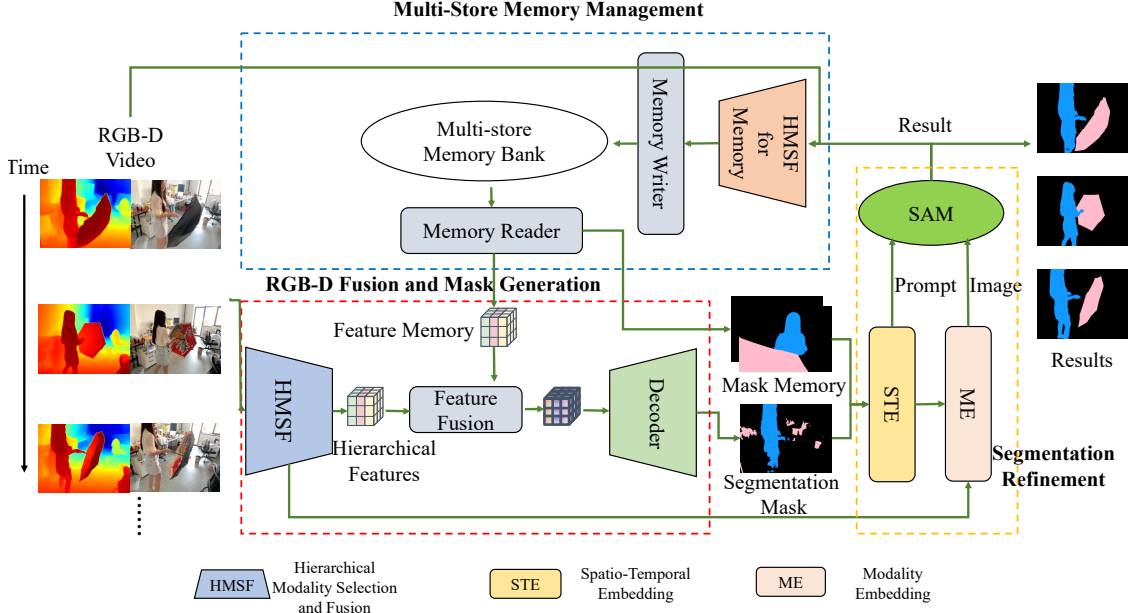 Multi-Store Memory Management
RGB-D
Video
Time
Multi-store
Memory Bank
Memory Writer
HMSF
for
Memory
Result
Memory Reader
SAM
RGB-D Fusion and Mask Generation
Prompt
Image
Feature Memory
Results
HMSF
Feature
Fusion
Decoder
Mask Memory
STE
ME
Hierarchical
Features
Segmentation
Mask
Segmentation
Refinement
HMSF
Hierarchical
Modality Selection
and Fusion
STE
Spatio-Temporal
Embedding
ME
Modality
Embedding